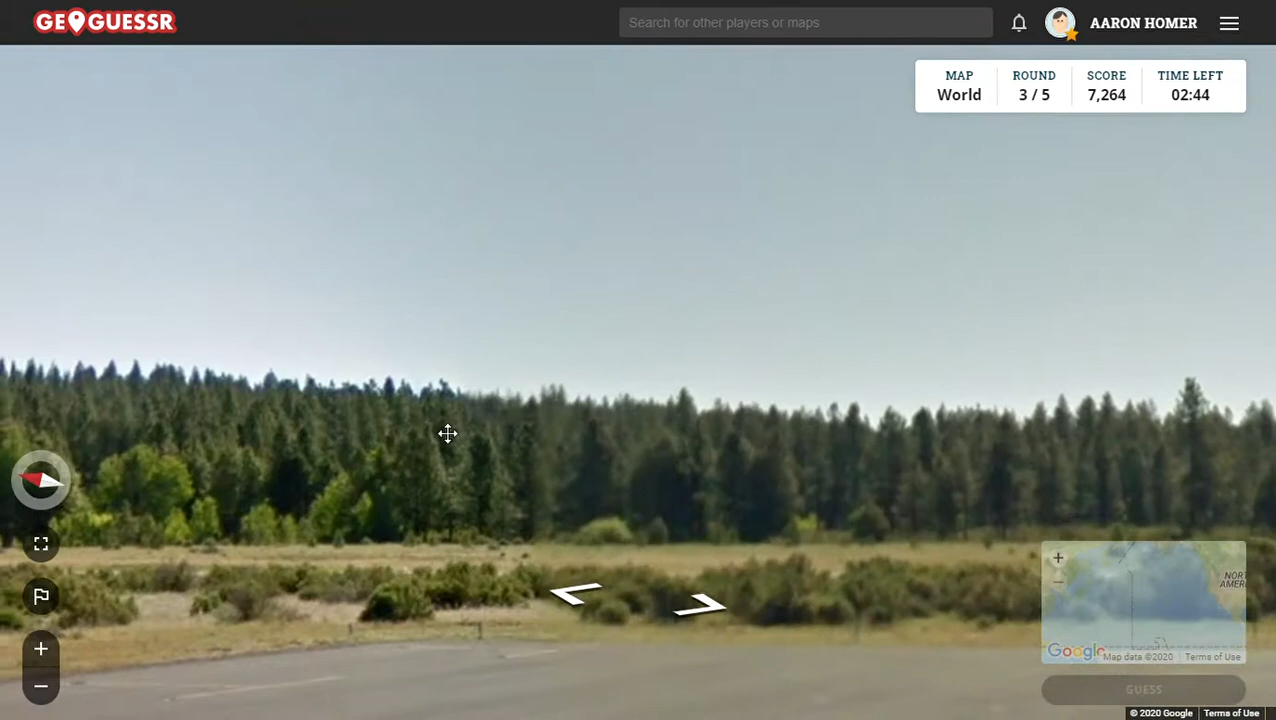 GEOGUESSR
Search for other players or maps
AARON HOMER
MAP
World
ROUND
3 / 5
SCORE
7,264
TIME LEFT
02:44
NORT
AMERI
Google
Map data ©2020
Terms of Use
GUESS
© 2020 Google
Terms of Use